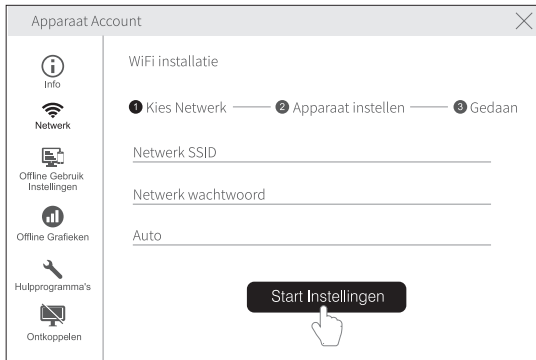 Apparaat Account
Info
Netwerk
Offline Gebruik
Instellingen
Offline Grafieken
Hulpprogramma's
Ontkoppelen
WiFi installatie
1 Kies Netwerk 2 Apparaat instellen 3 Gedaan
Netwerk SSID
Netwerk wachtwoord
Auto
Start Instellingen